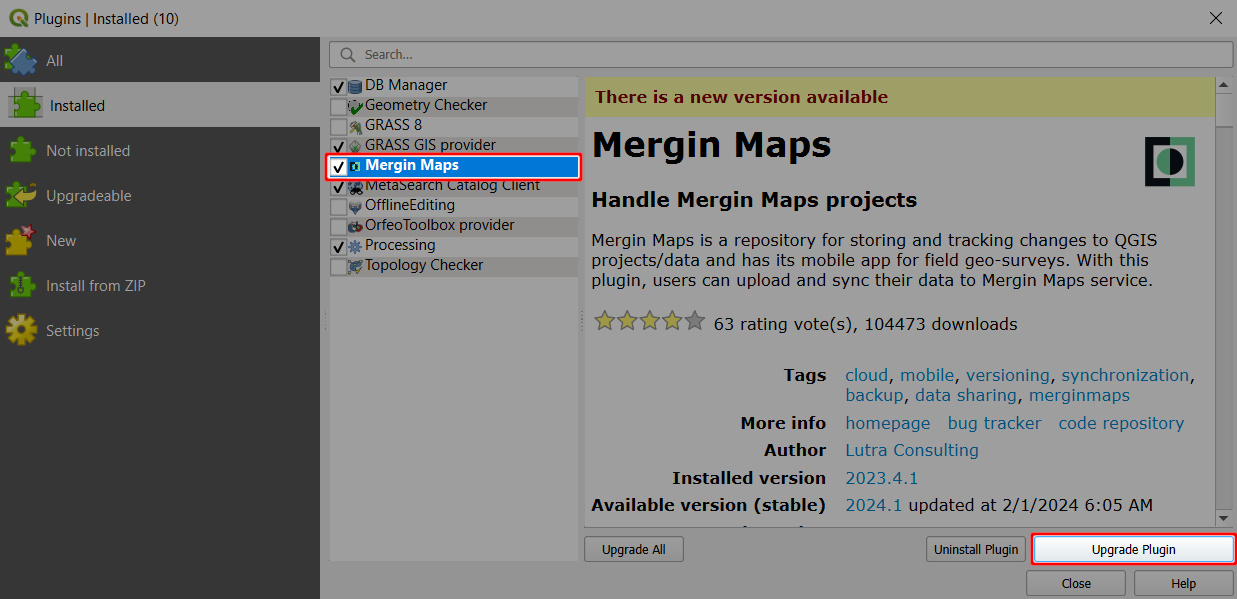 Plugins | Installed (10)
All
Installed
Not installed
Upgradeable
New
Install from ZIP
Settings
Search...
DB Manager
Geometry Checker
GRASS 8
GRASS GIS provider
Mergin Maps
MetaSearch Catalog Client
OfflineEditing
OrfeoToolbox provider
Processing
Topology Checker
There is a new version available
Mergin Maps
Handle Mergin Maps projects
Mergin Maps is a repository for storing and tracking changes to QGIS
projects/data and has its mobile app for field geo-surveys. With this
plugin, users can upload and sync their data to Mergin Maps service.
63 rating vote(s), 104473 downloads
Tags cloud, mobile, versioning, synchronization,
backup, data sharing, merginmaps
More info homepage bug tracker code repository
Author Lutra Consulting
Installed version 2023.4.1
Available version (stable) 2024.1 updated at 2/1/2024 6:05 AM
Upgrade All Uninstall Plugin Upgrade Plugin
Close Help